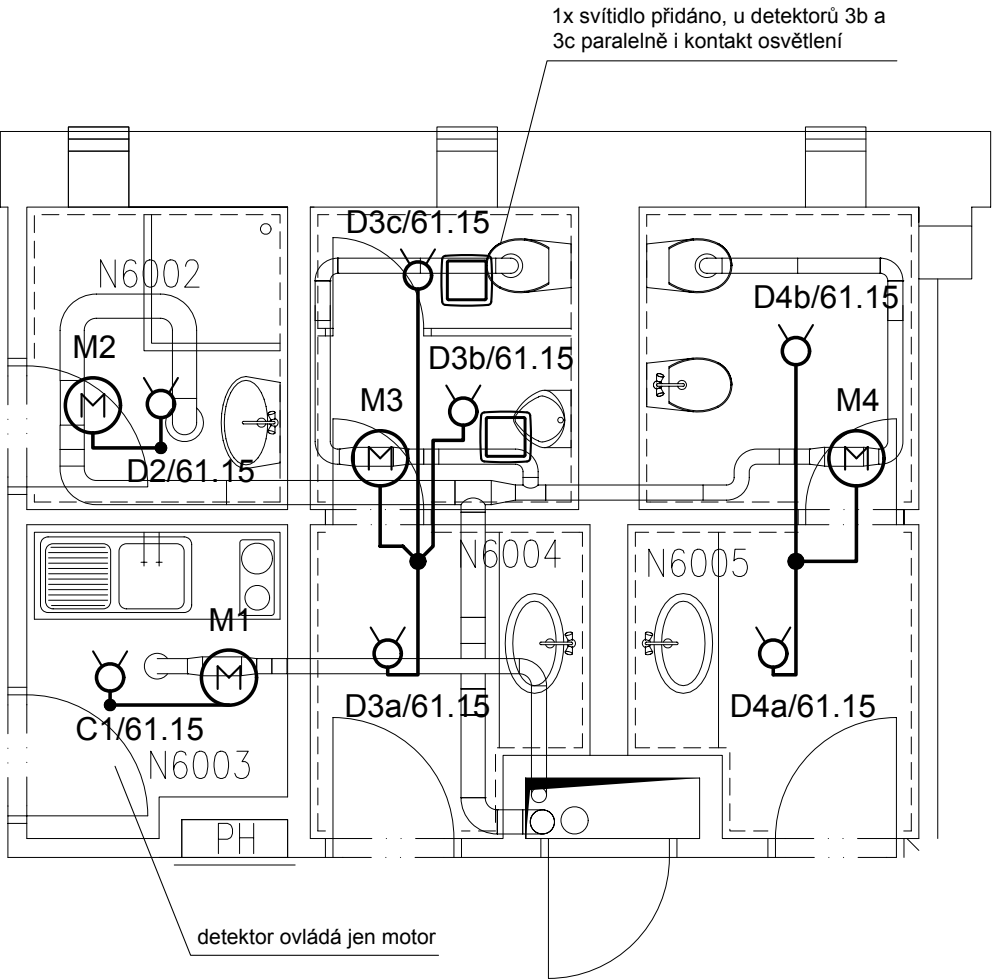 1x svítidlo přidáno, u detektorů 3b a
3c paralelně i kontakt osvětlení
D3c/61.15
N6002
D4b/61.15
M2
D3b/61.15
M3
M4
M
M
M
D2/61.15
N6004
N6005
M1
M
D3a/61.15
D4a/61.15
C1/61.15
N6003
PH
detektor ovládá jen motor